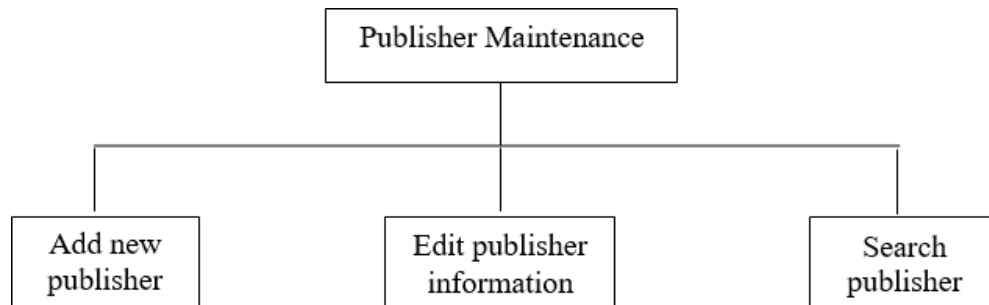 Publisher Maintenance
Add new
publisher
Edit publisher
information
Search
publisher